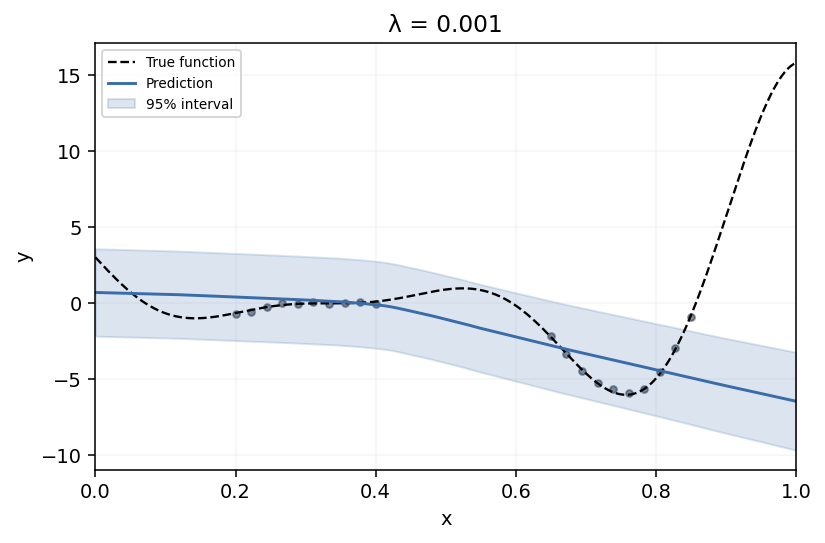 λ = 0.001
True function
Prediction
95% interval
y
15
10
5
0
−5
−10
0.0 0.2 0.4 0.6 0.8 1.0
x